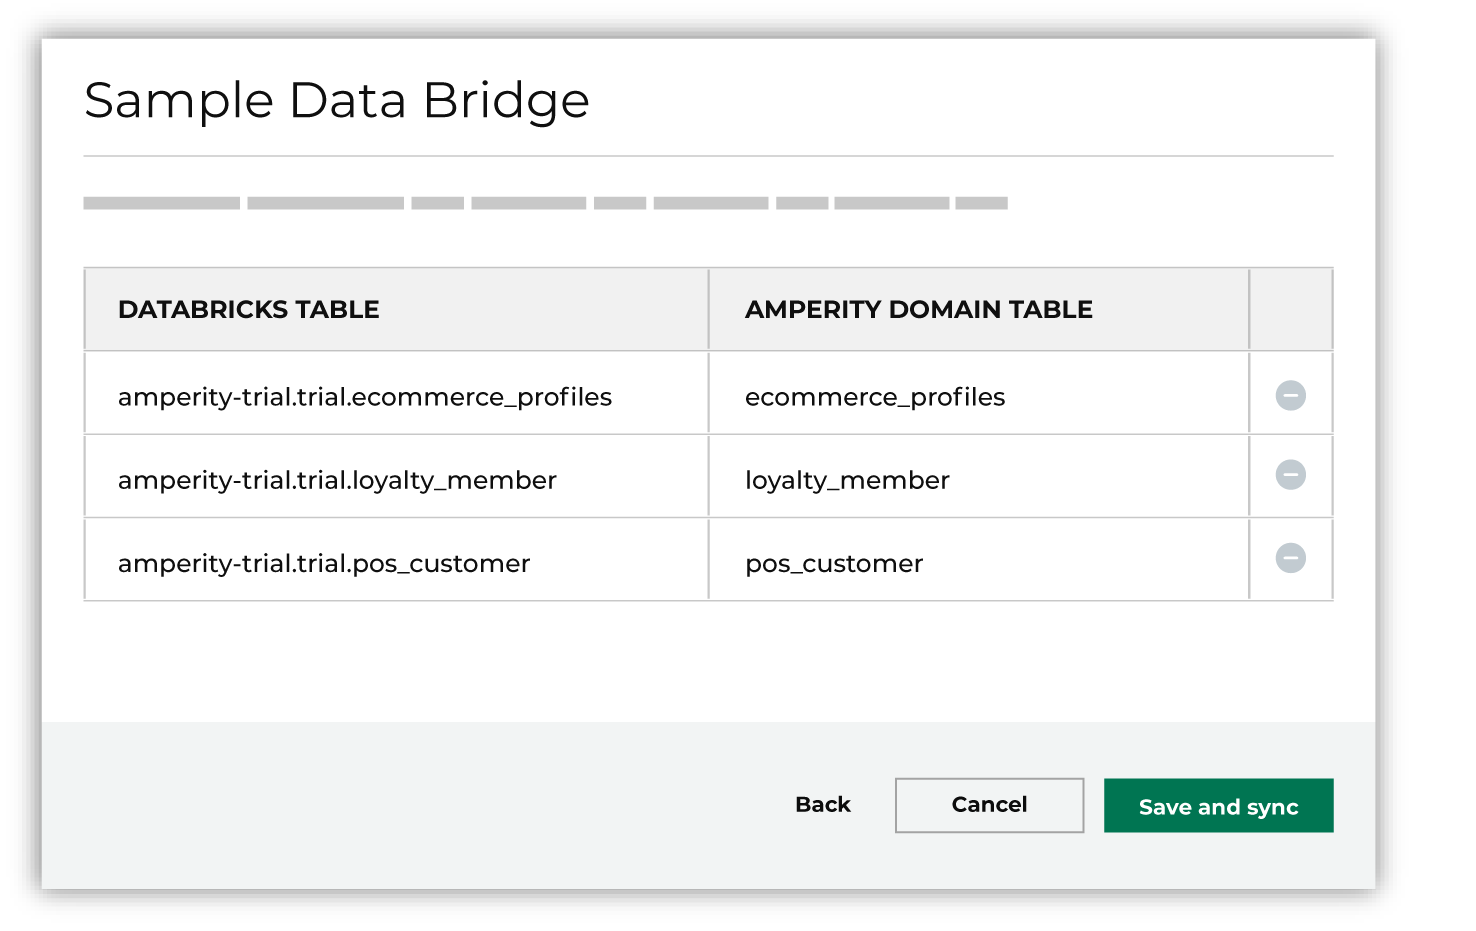 Sample Data Bridge
DATABRICKS TABLE AMPERITY DOMAIN TABLE
amperity-trial.trial.ecommerce_profiles ecommerce_profiles
amperity-trial.trial.loyalty_member loyalty_member
amperity-trial.trial.pos_customer pos_customer
Back Cancel Save and sync